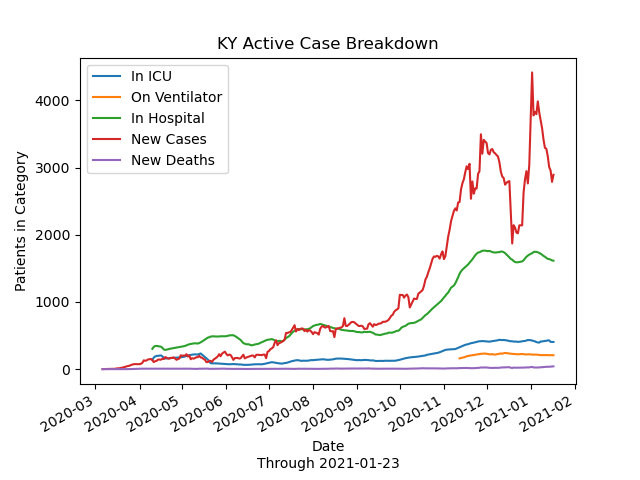 KY Active Case Breakdown
In ICU
On Ventilator
In Hospital
New Cases
New Deaths
Patients in Category
4000
3000
2000
1000
0
2020-03
2020-04
2020-05
2020-06
2020-07
2020-08
2020-09
2020-10
2020-11
2020-12
2021-01
2021-02
Date
Through 2021-01-23